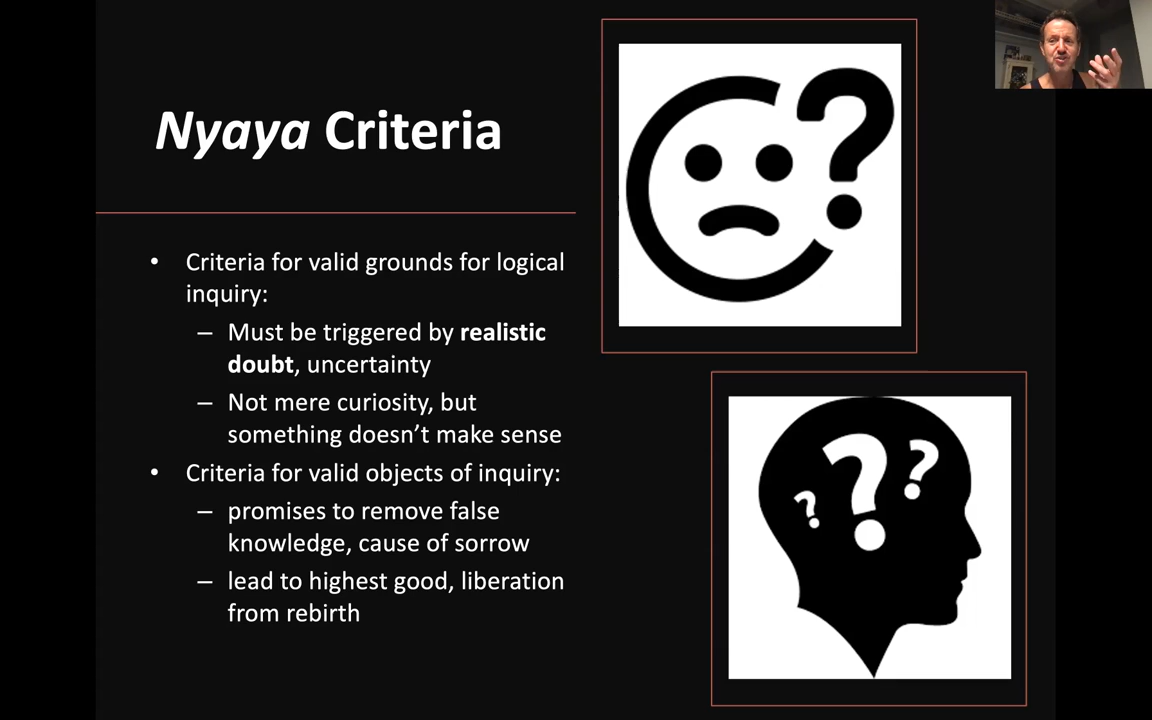 Nyaya Criteria
• Criteria for valid grounds for logical
inquiry:
– Must be triggered by realistic
doubt, uncertainty
– Not mere curiosity, but
something doesn’t make sense
• Criteria for valid objects of inquiry:
– promises to remove false
knowledge, cause of sorrow
– lead to highest good, liberation
from rebirth
?
? ? ?